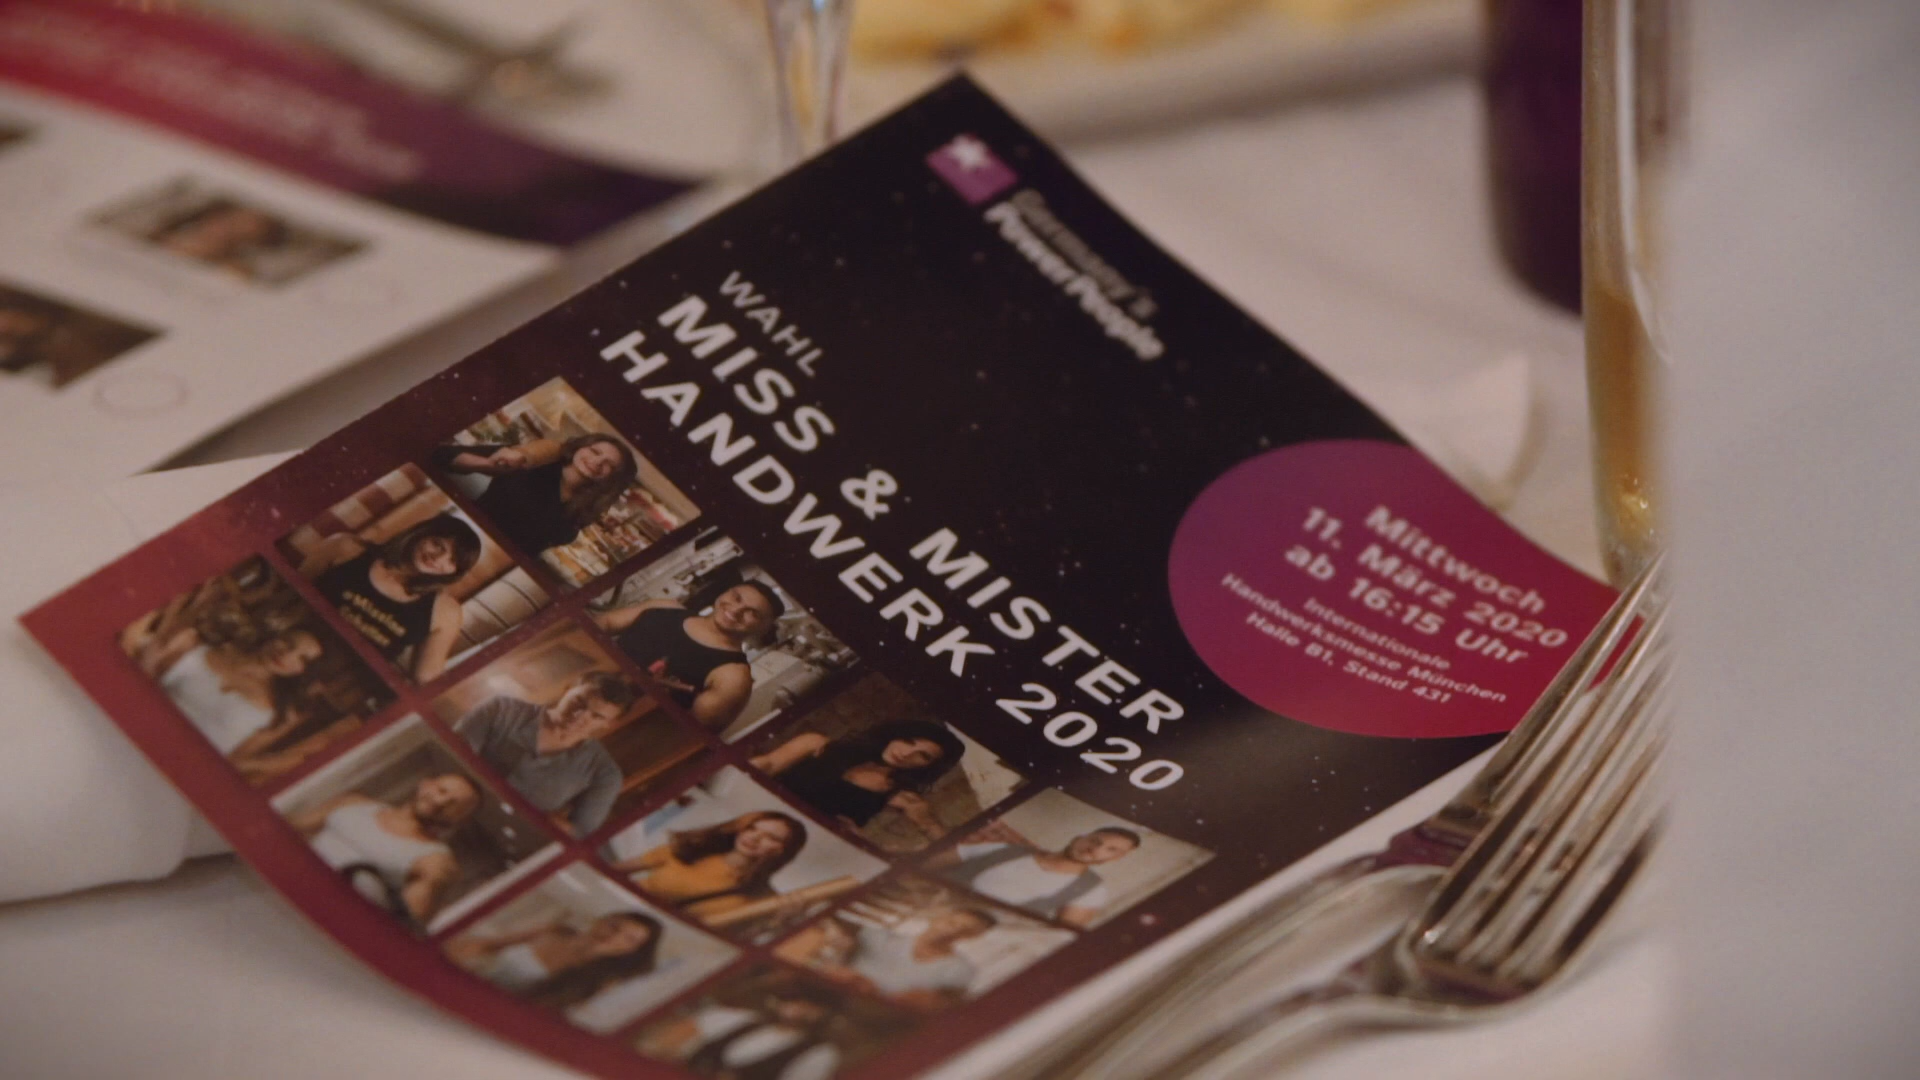 Germany's
Power People
WAHL
MISS & MISTER
HANDWERK 2020
Mittwoch
11. März 2020
ab 16:15 Uhr
Internationale
Handwerksmesse München
Halle B1, Stand 431